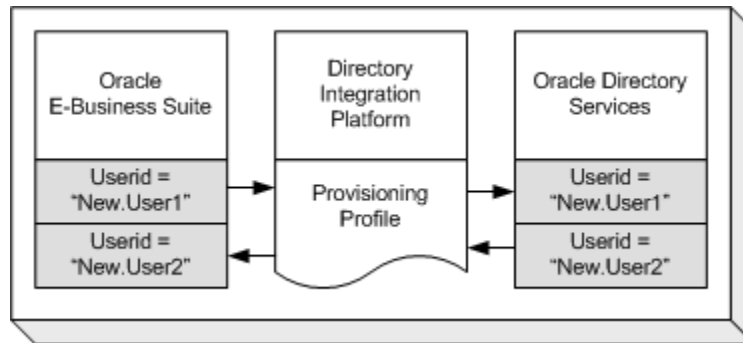 Oracle
E-Business Suite
Userid =
“New.User1”
Userid =
“New.User2”
Directory
Integration
Platform
Provisioning
Profile
Oracle Directory
Services
Userid =
“New.User1”
Userid =
“New.User2”